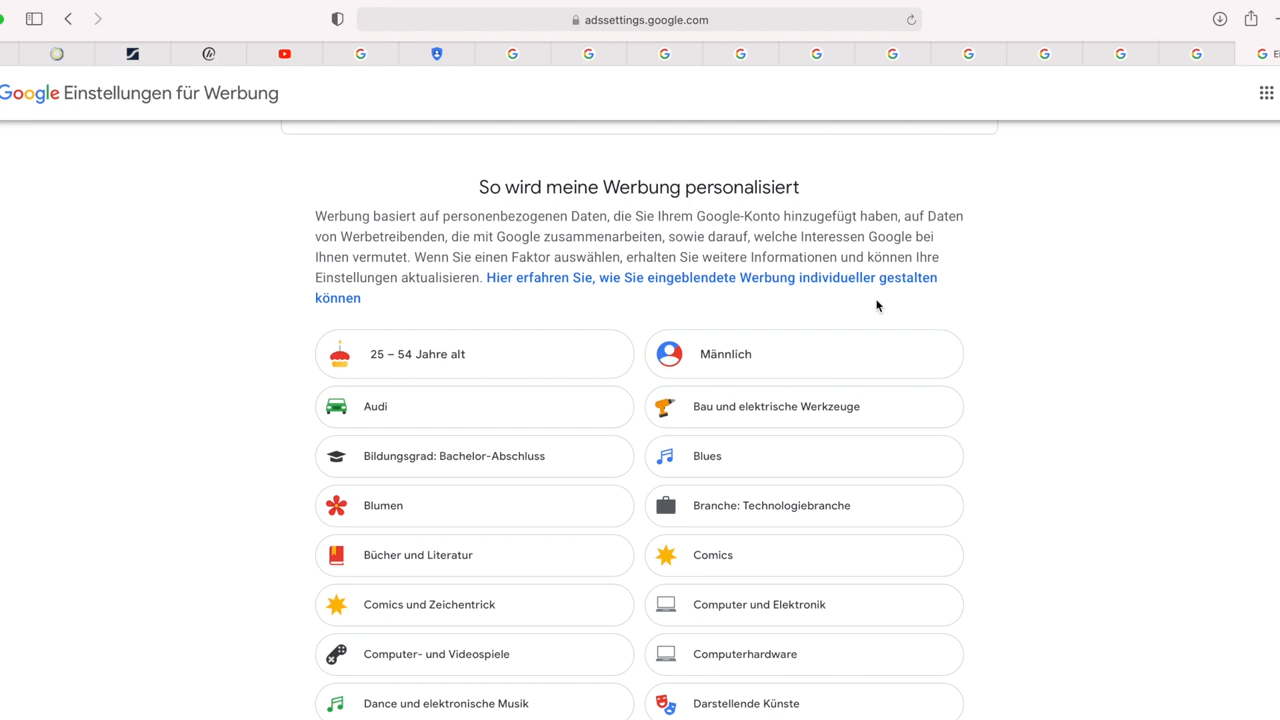 adssettings.google.com
Ei
Google Einstellungen für Werbung
So wird meine Werbung personalisiert
Werbung basiert auf personenbezogenen Daten, die Sie Ihrem Google-Konto hinzugefügt haben, auf Daten
von Werbetreibenden, die mit Google zusammenarbeiten, sowie darauf, welche Interessen Google bei
Ihnen vermutet. Wenn Sie einen Faktor auswählen, erhalten Sie weitere Informationen und können Ihre
Einstellungen aktualisieren. Hier erfahren Sie, wie Sie eingeblendete Werbung individueller gestalten
können
25 – 54 Jahre alt
Männlich
Audi
Bau und elektrische Werkzeuge
Bildungsgrad: Bachelor-Abschluss
Blues
Blumen
Branche: Technologiebranche
Bücher und Literatur
Comics
Comics und Zeichentrick
Computer und Elektronik
Computer- und Videospiele
Computerhardware
Dance und elektronische Musik
Darstellende Künste